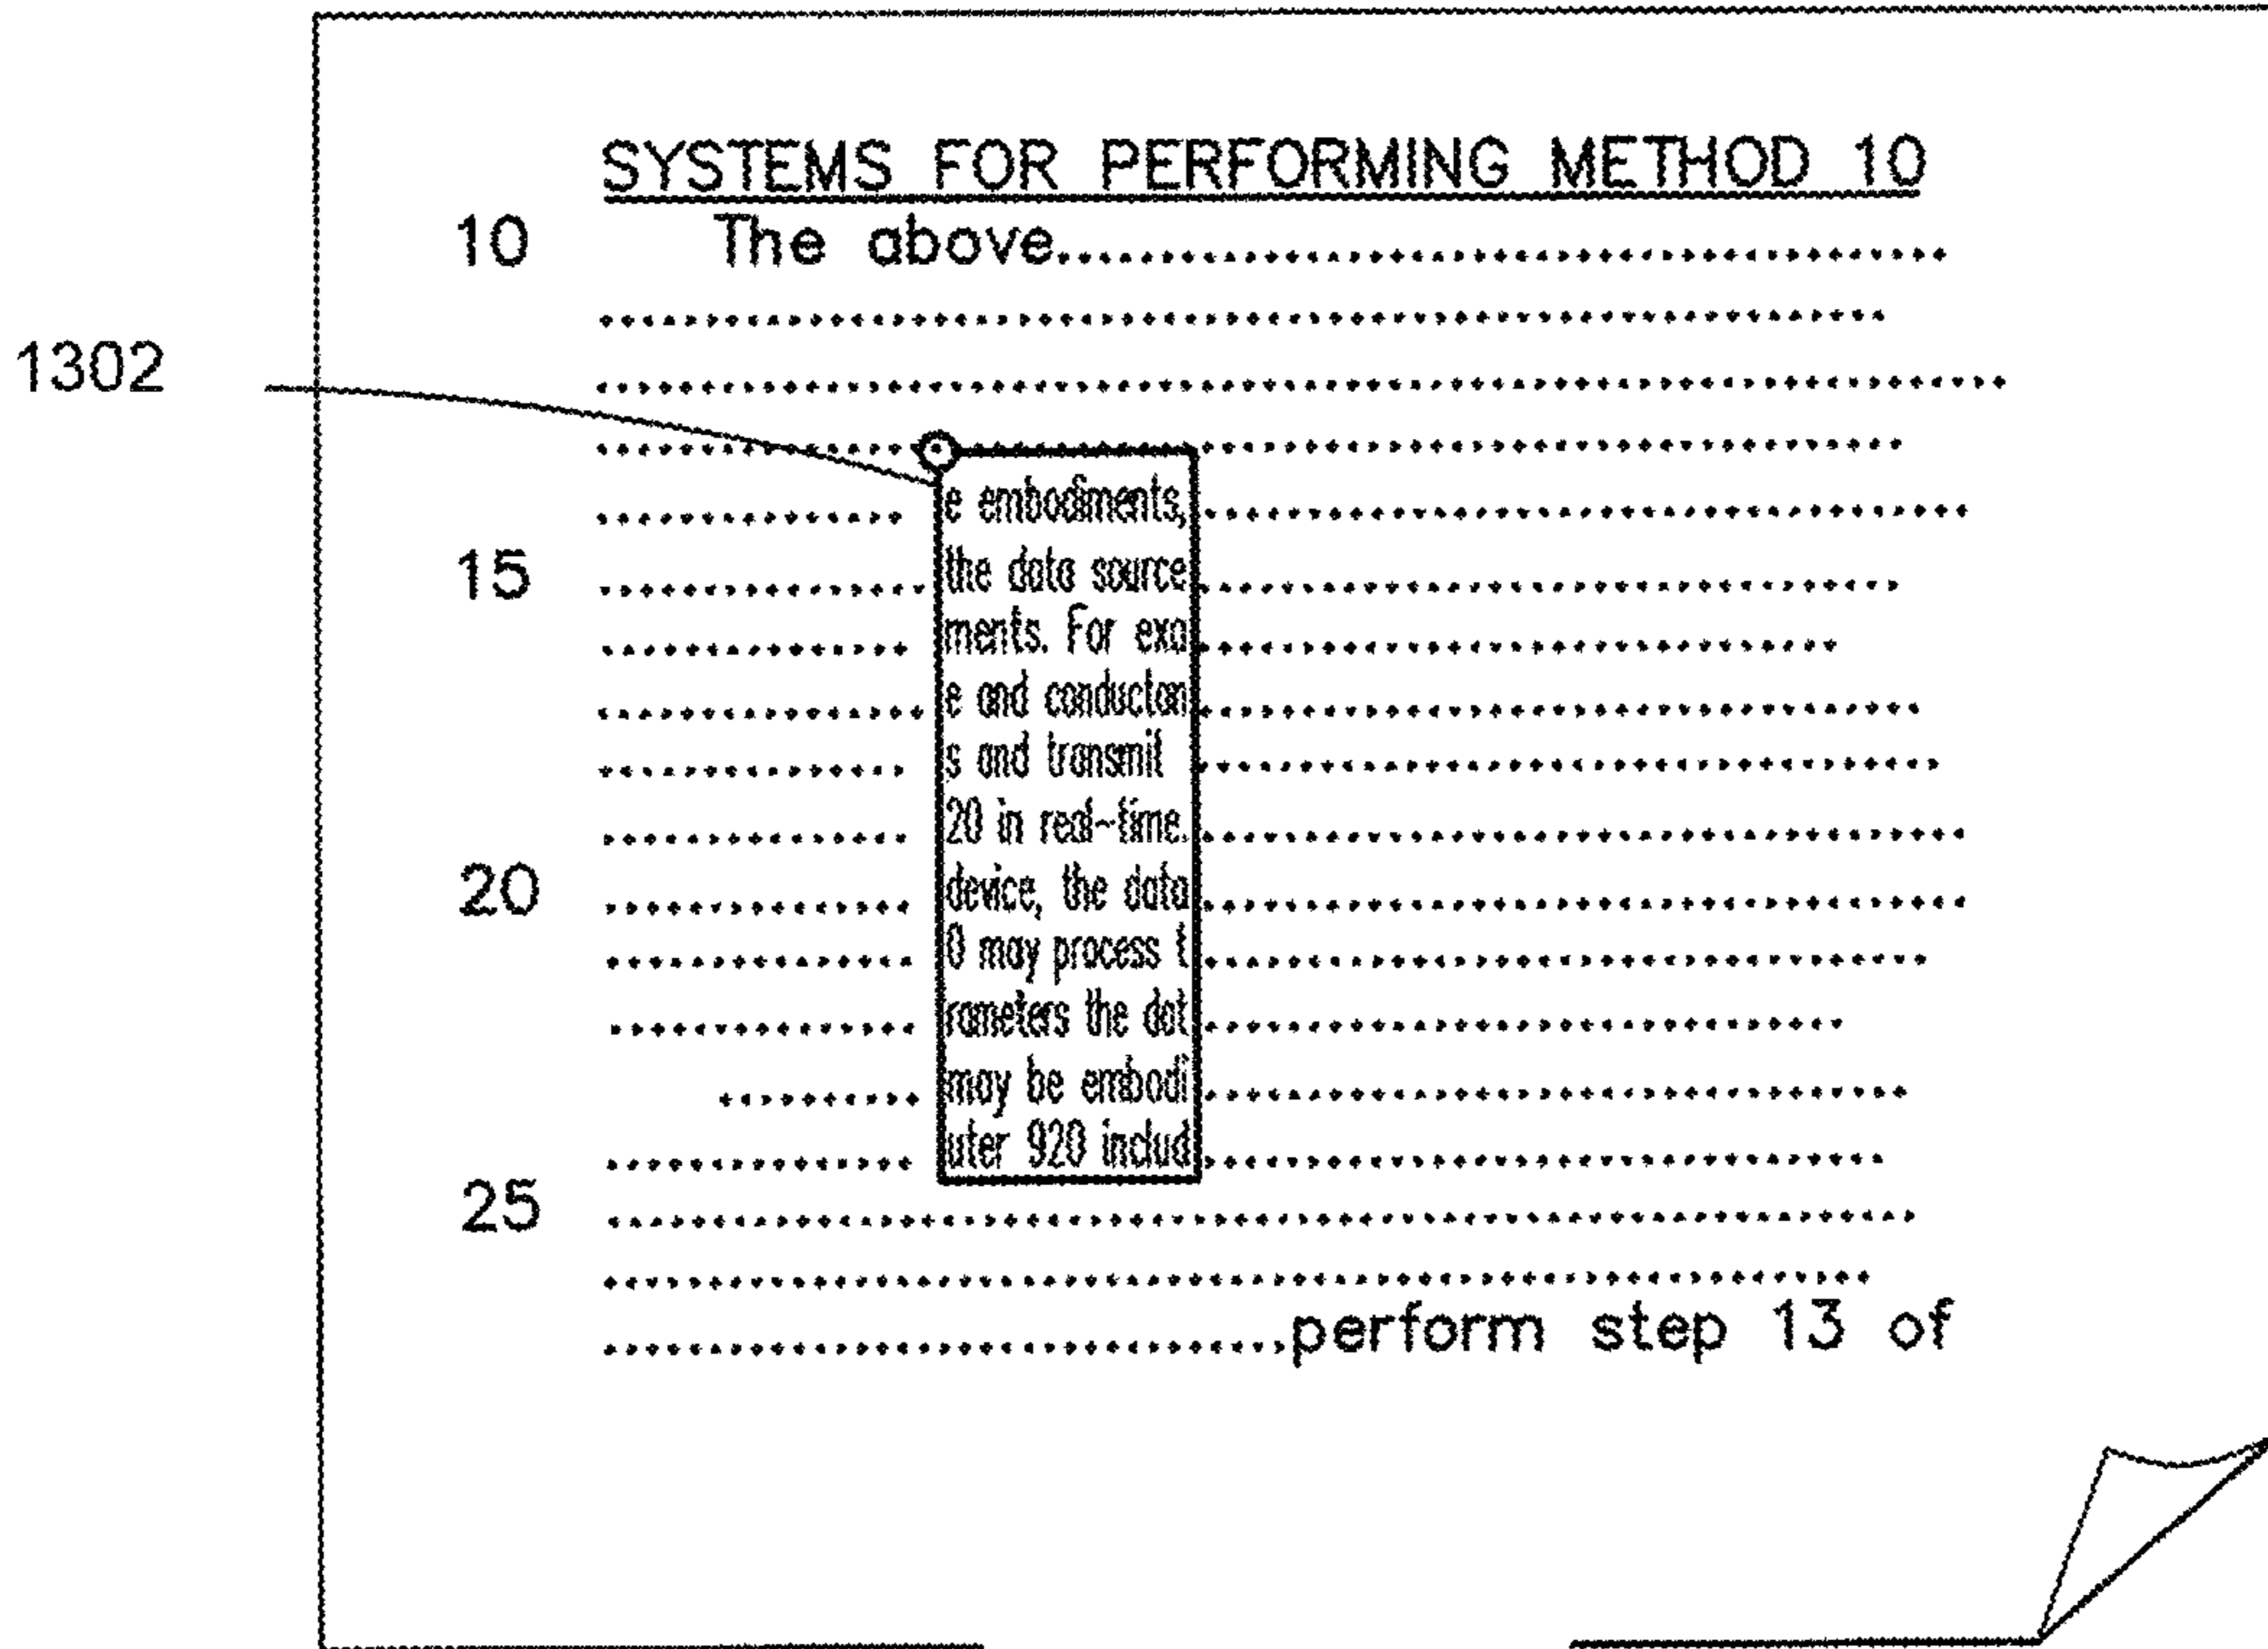 SYSTEMS FOR PERFORMING METHOD 10
10 The above..........................................
1302
e embodiments,
15 the data source
ments. For exa
e and conductan
s and transmit
20 in real-time.
20 device, the data
0 may process t
rameters the dat
may be embodi
uter 920 includ
25
perform step 13 of